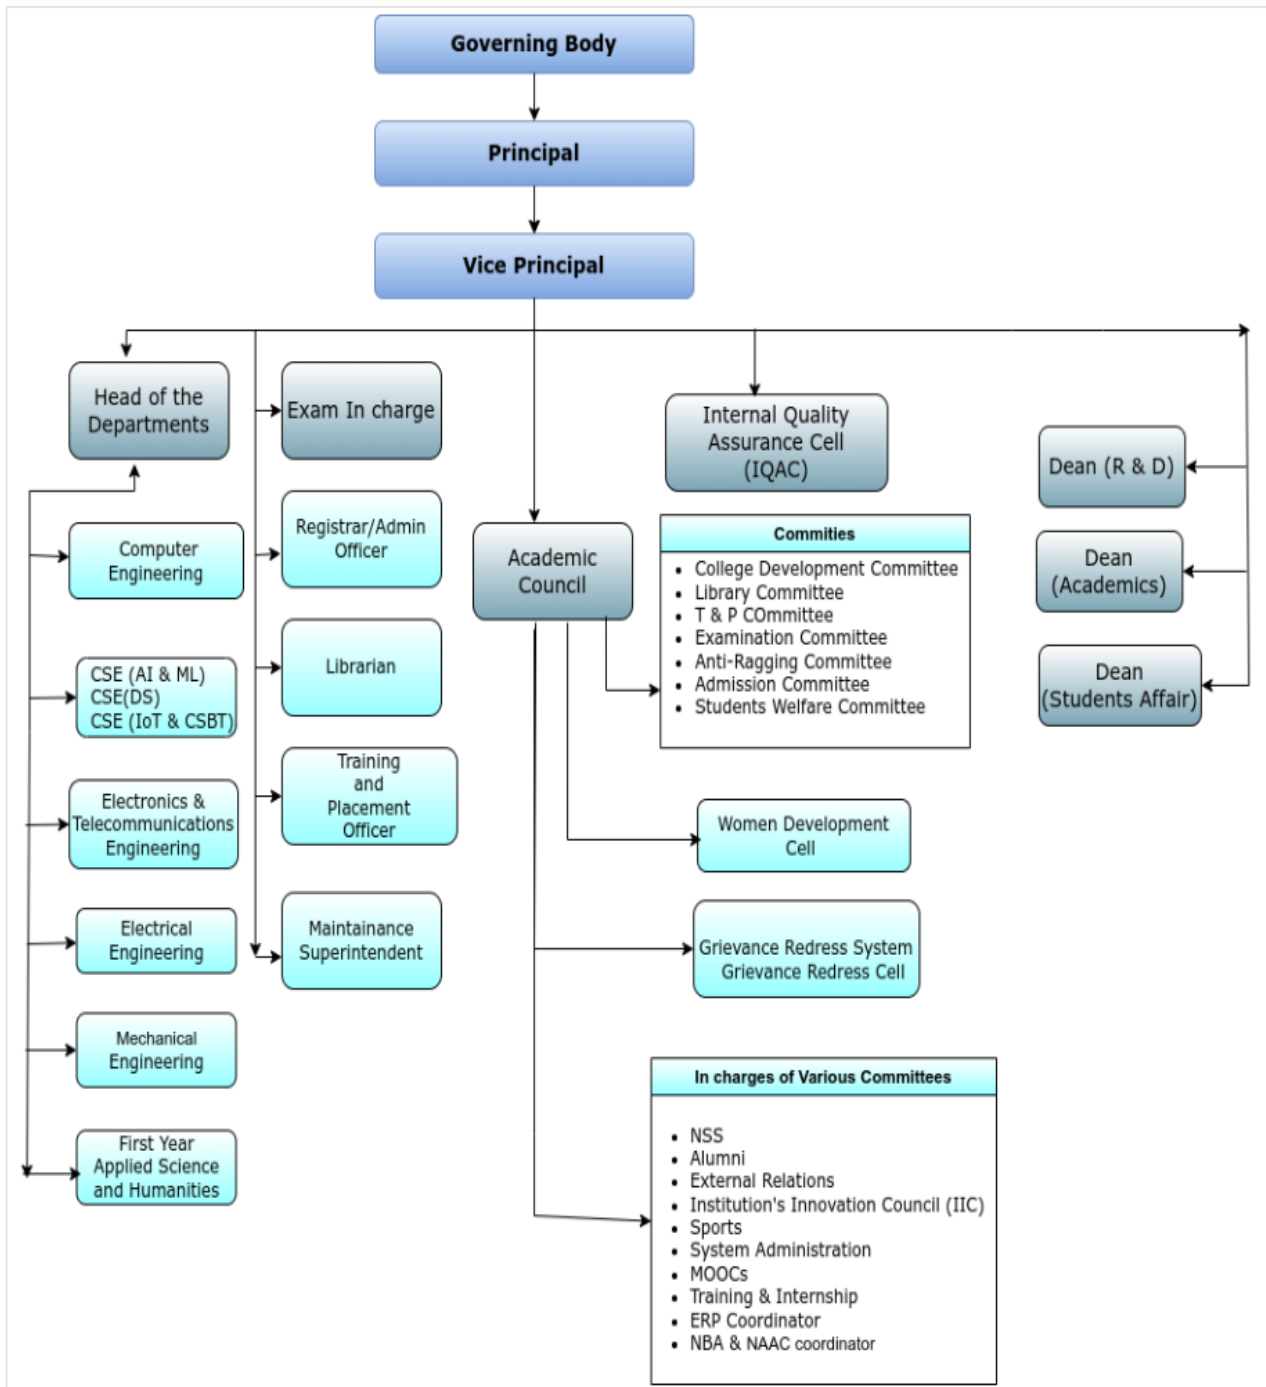 Governing Body
Principal
Vice Principal
Head of the
Departments
Computer
Engineering
CSE (AI & ML)
CSE(DS)
CSE (IoT & CSBT)
Electronics &
Telecommunications
Engineering
Electrical
Engineering
Mechanical
Engineering
First Year
Applied Science
and Humanities
Exam In charge
Registrar/Admin
Officer
Librarian
Training
and
Placement
Officer
Maintainance
Superintendent
Academic
Council
Internal Quality
Assurance Cell
(IQAC)
Commities
• College Development Committee
• Library Committee
• T & P COmmittee
• Examination Committee
• Anti-Ragging Committee
• Admission Committee
• Students Welfare Committee
Women Development
Cell
Grievance Redress System
Grievance Redress Cell
In charges of Various Committees
• NSS
• Alumni
• External Relations
• Institution's Innovation Council (IIC)
• Sports
• System Administration
• MOOCs
• Training & Internship
• ERP Coordinator
• NBA & NAAC coordinator
Dean (R & D)
Dean
(Academics)
Dean
(Students Affair)